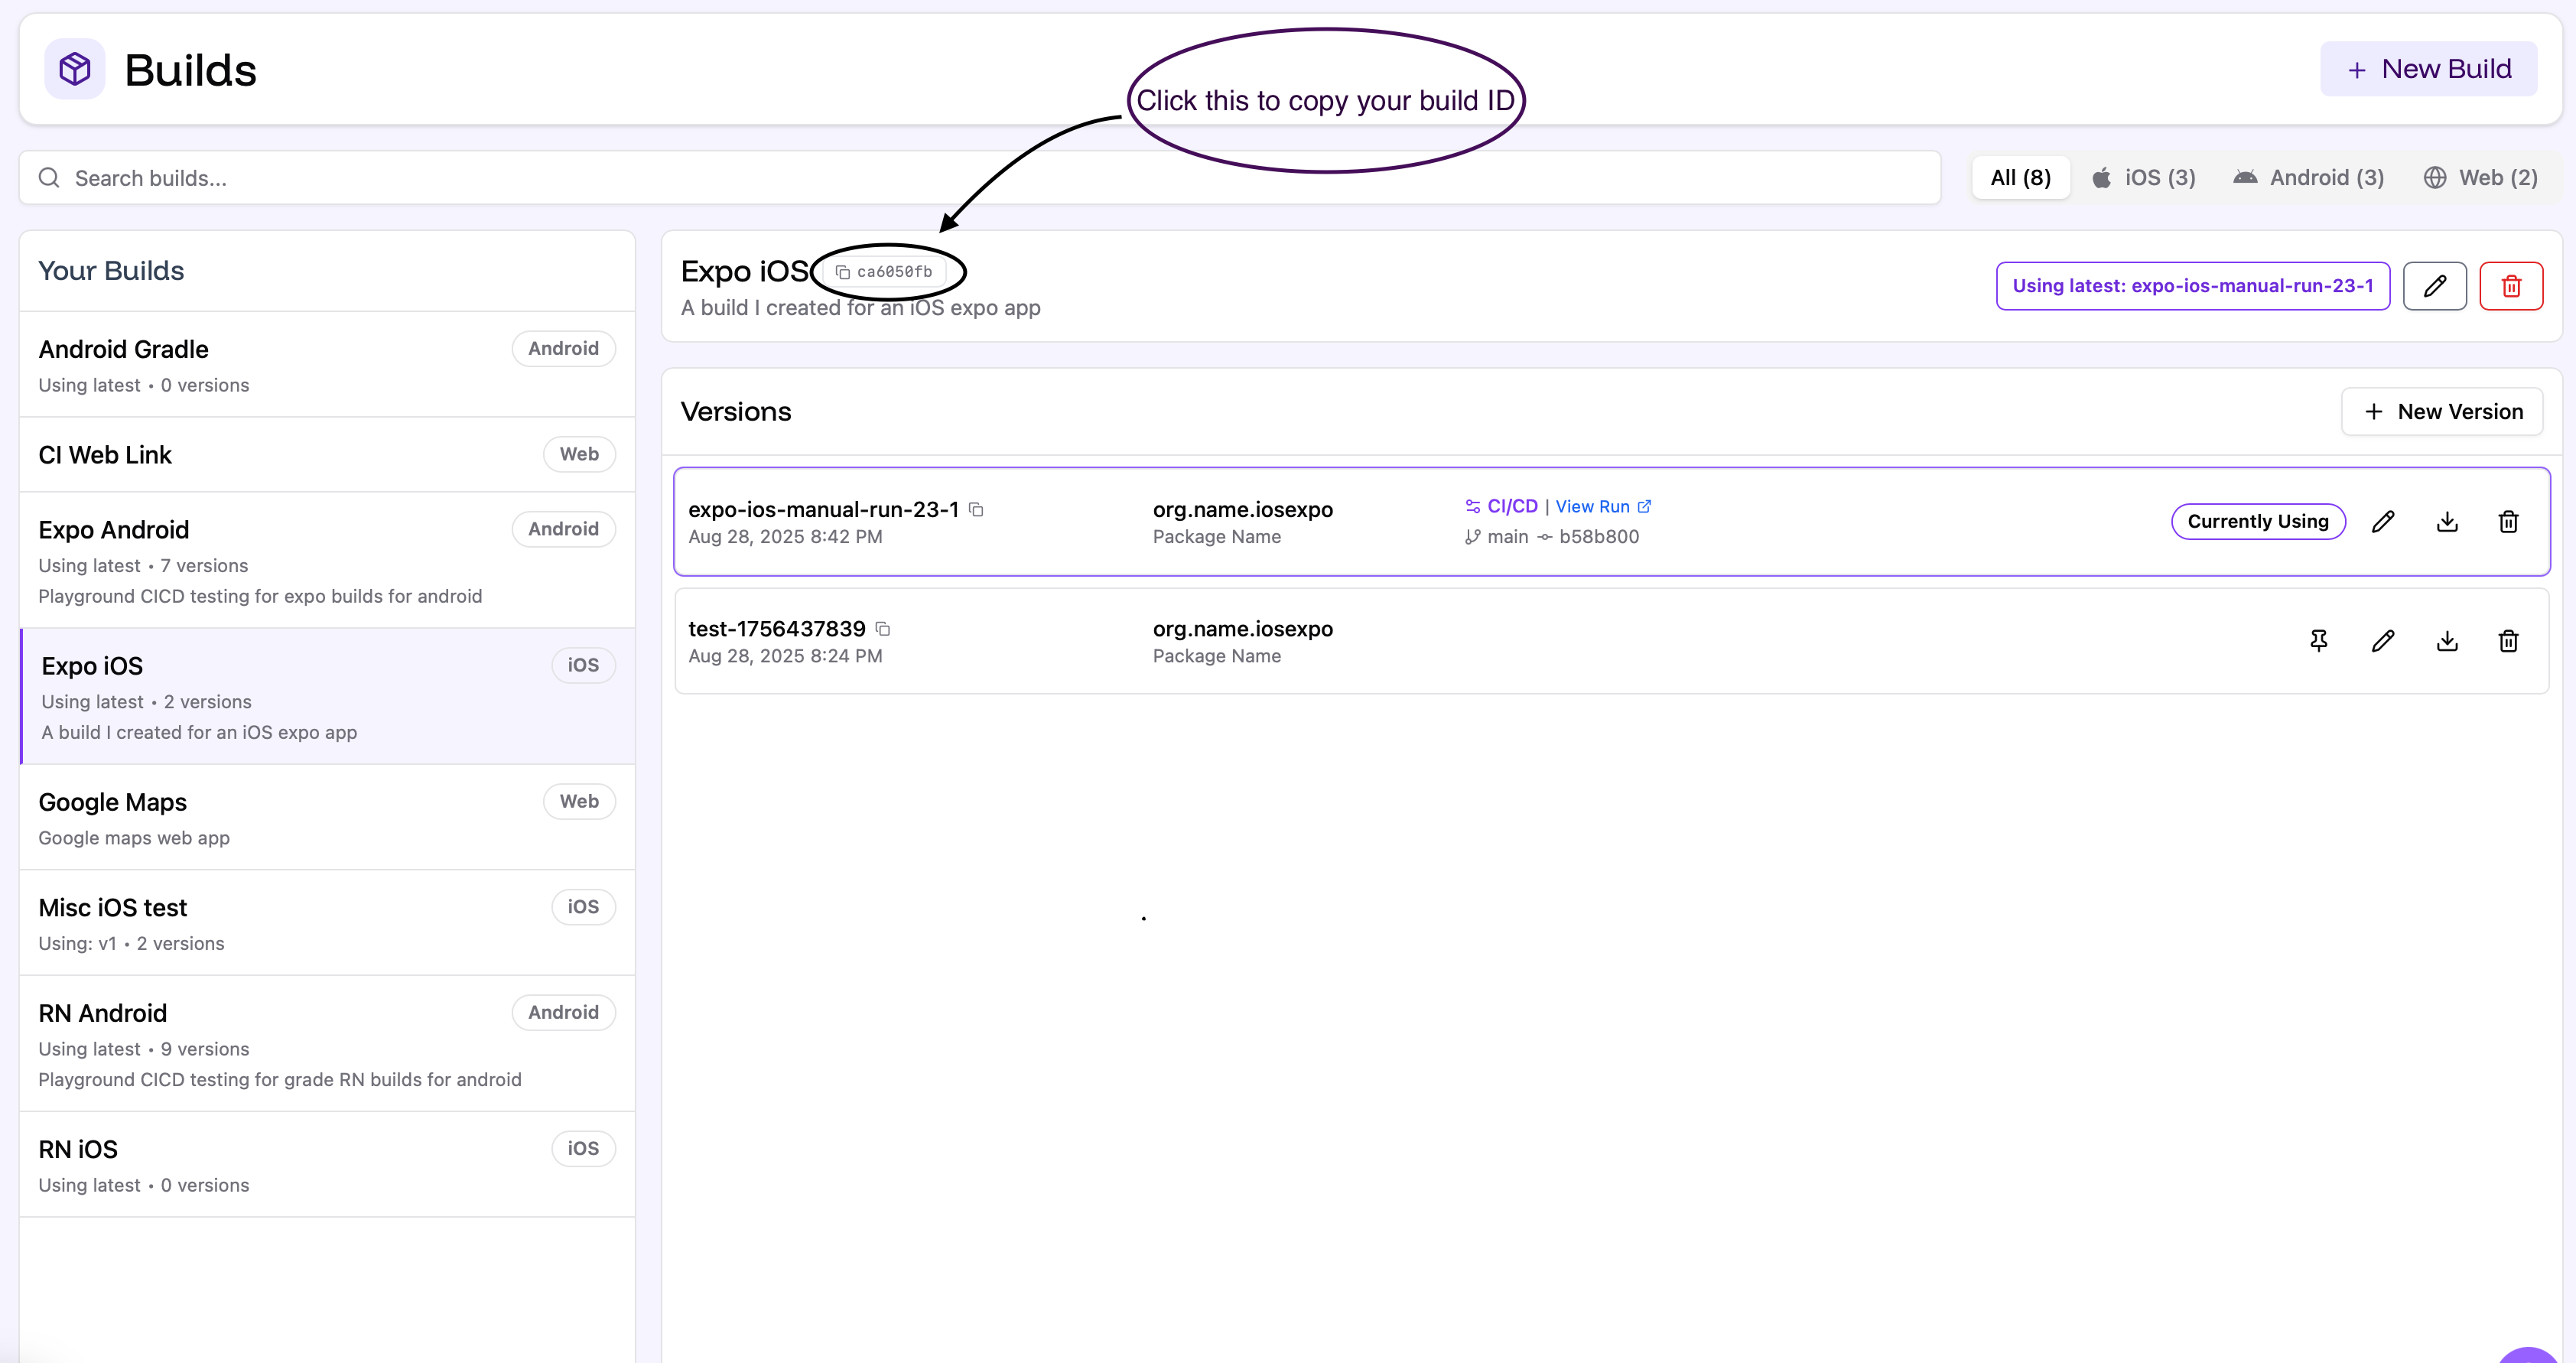 Builds
Click this to copy your build ID
+ New Build
Search builds...
All (8)
iOS (3)
Android (3)
Web (2)
Your Builds
Android Gradle
Android
Using latest • 0 versions
CI Web Link
Web
Expo Android
Android
Using latest • 7 versions
Playground CICD testing for expo builds for android
Expo iOS
iOS
Using latest • 2 versions
A build I created for an iOS expo app
Google Maps
Web
Google maps web app
Misc iOS test
iOS
Using: v1 • 2 versions
RN Android
Android
Using latest • 9 versions
Playground CICD testing for grade RN builds for android
RN iOS
iOS
Using latest • 0 versions
Expo iOS
ca6050fb
A build I created for an iOS expo app
Using latest: expo-ios-manual-run-23-1
Versions
+ New Version
expo-ios-manual-run-23-1
Aug 28, 2025 8:42 PM
org.name.iosexpo
Package Name
CI/CD | View Run
main b58b800
Currently Using
test-1756437839
Aug 28, 2025 8:24 PM
org.name.iosexpo
Package Name